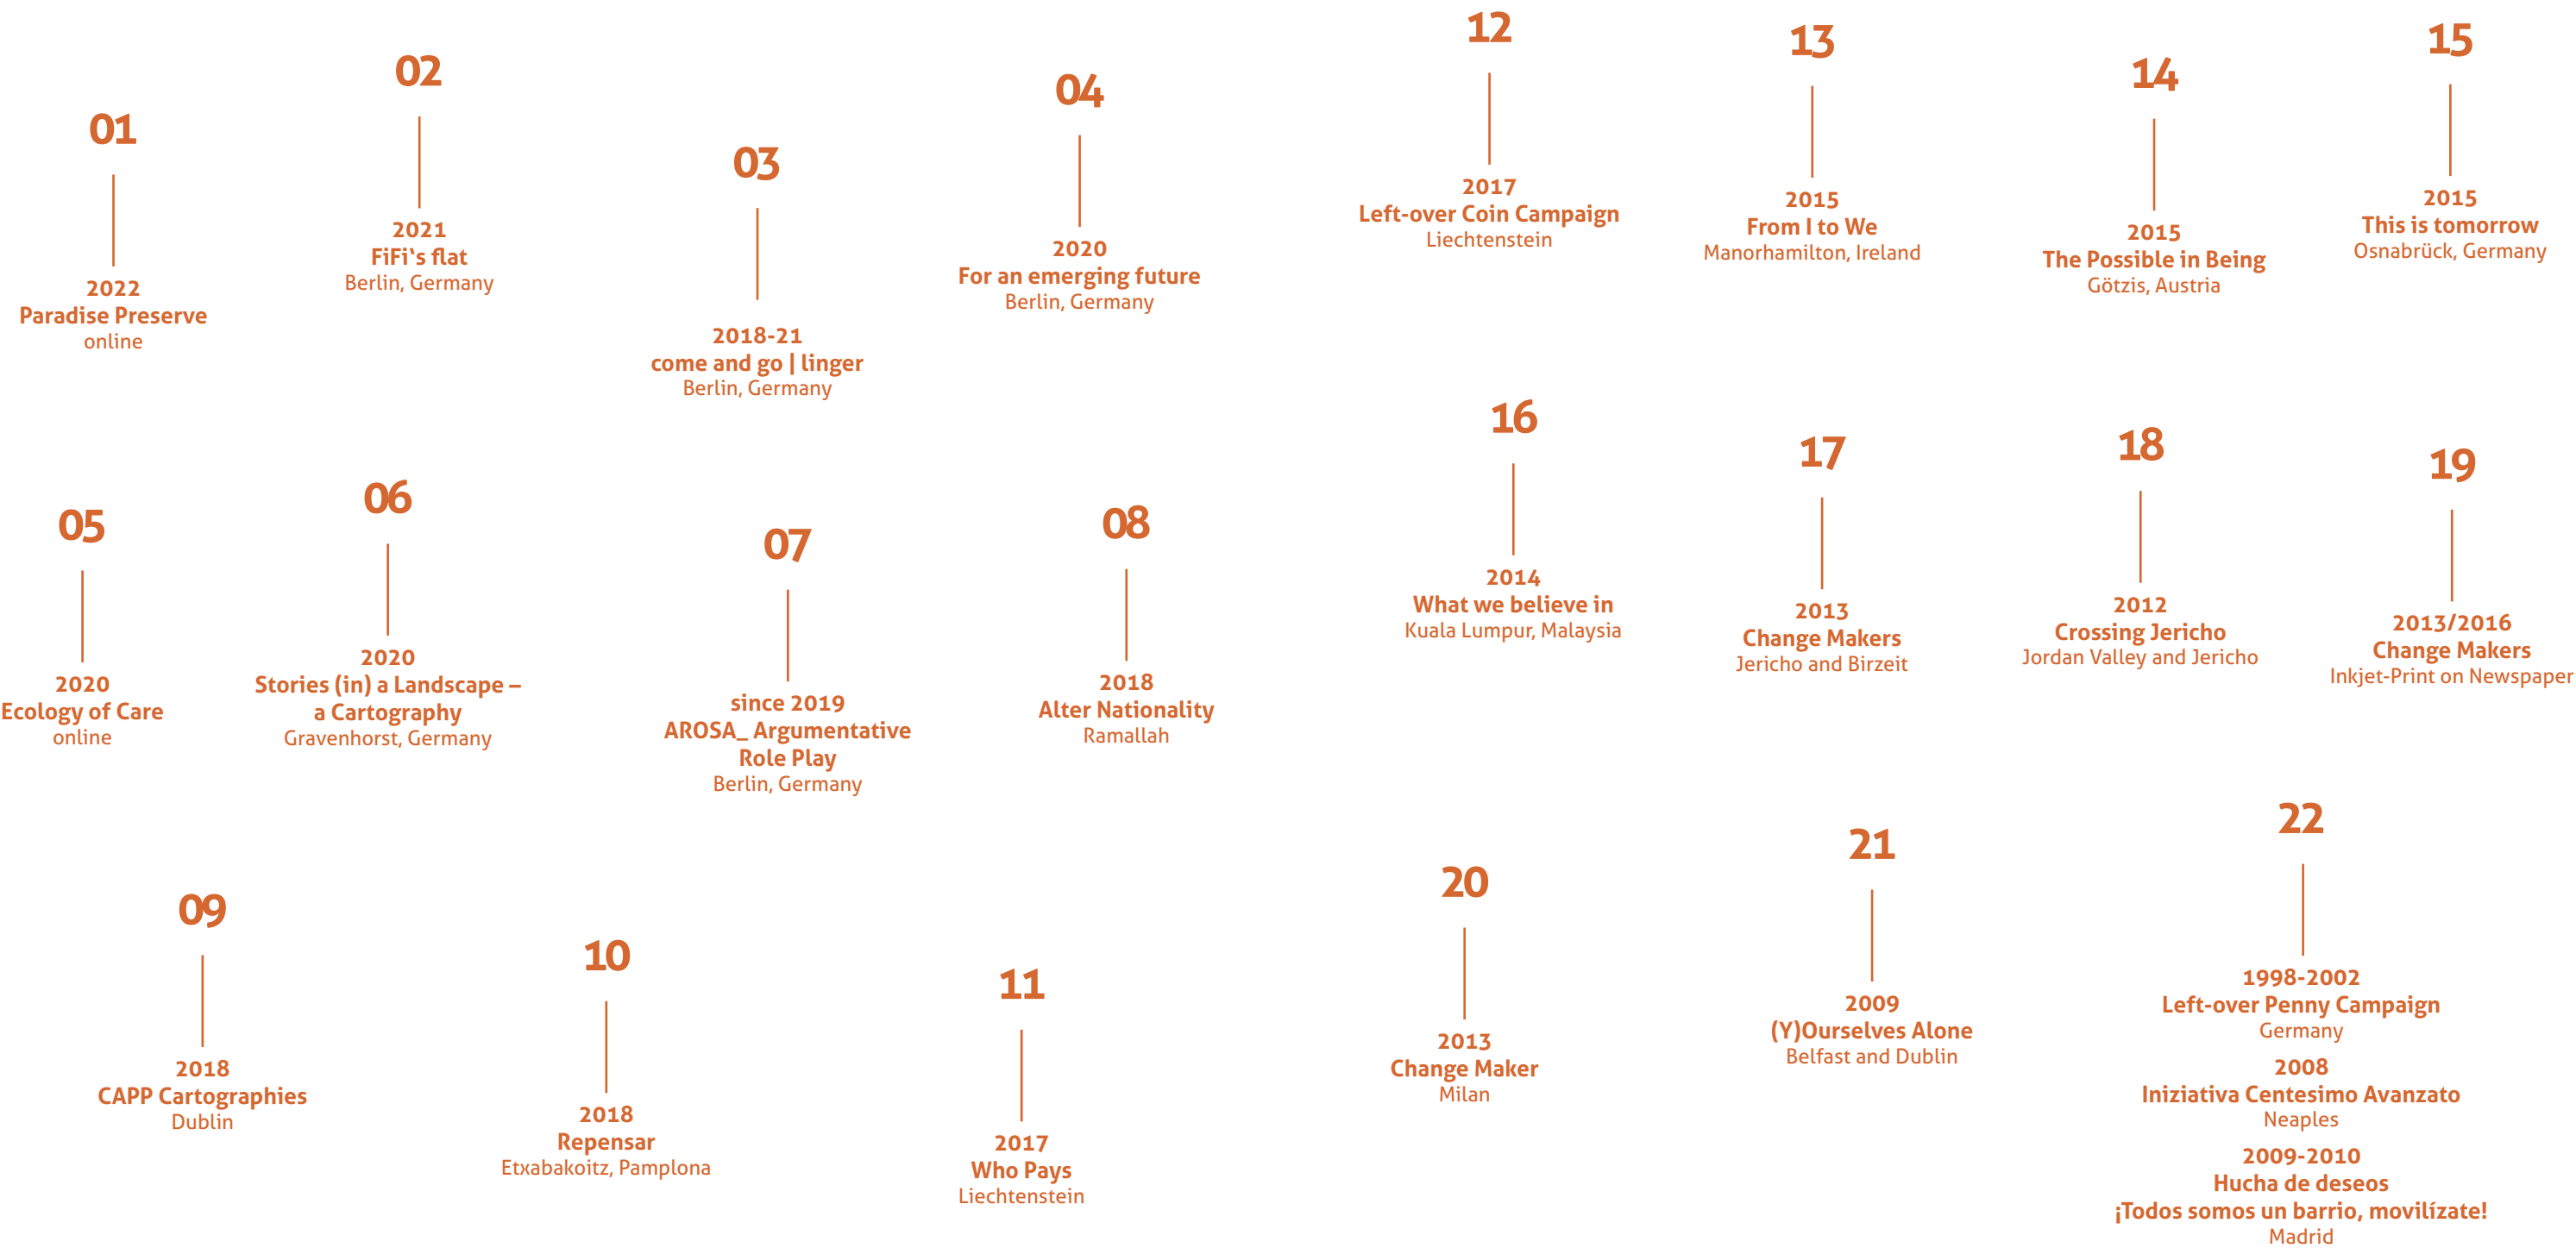 01
2022
Paradise Preserve
online
02
2021
FiFi‘s flat
Berlin, Germany
03
2018-21
come and go | linger
Berlin, Germany
04
2020
For an emerging future
Berlin, Germany
05
2020
Ecology of Care
online
06
2020
Stories (in) a Landscape –
a Cartography
Gravenhorst, Germany
07
since 2019
AROSA_ Argumentative
Role Play
Berlin, Germany
08
2018
Alter Nationality
Ramallah
09
2018
CAPP Cartographies
Dublin
10
2018
Repensar
Etxabakoitz, Pamplona
11
2017
Who Pays
Liechtenstein
12
2017
Left-over Coin Campaign
Liechtenstein
13
2015
From I to We
Manorhamilton, Ireland
14
2015
The Possible in Being
Götzis, Austria
15
2015
This is tomorrow
Osnabrück, Germany
16
2014
What we believe in
Kuala Lumpur, Malaysia
17
2013
Change Makers
Jericho and Birzeit
18
2012
Crossing Jericho
Jordan Valley and Jericho
19
2013/2016
Change Makers
Inkjet-Print on Newspaper
20
2013
Change Maker
Milan
21
2009
(Y)Ourselves Alone
Belfast and Dublin
22
1998-2002
Left-over Penny Campaign
Germany
2008
Iniziativa Centesimo Avanzato
Neaples
2009-2010
Hucha de deseos
¡Todos somos un barrio, movilízate!
Madrid